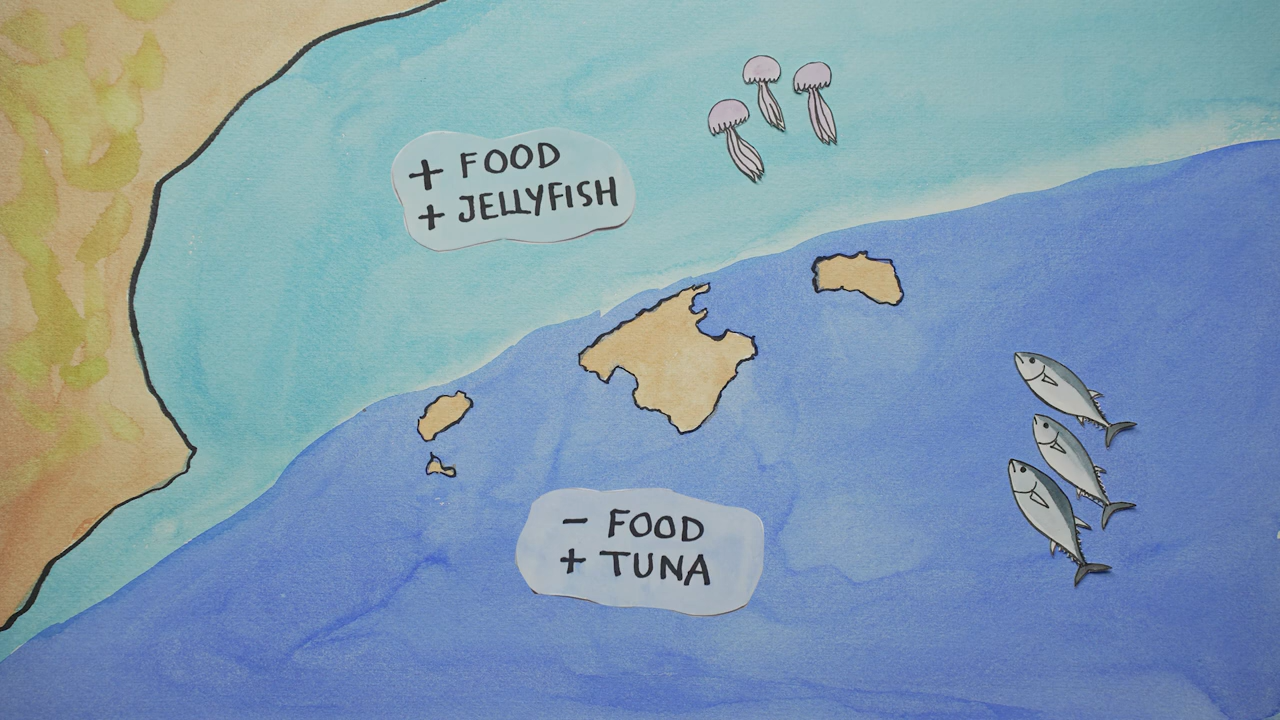 + FOOD
+ JELLYFISH
− FOOD
+ TUNA